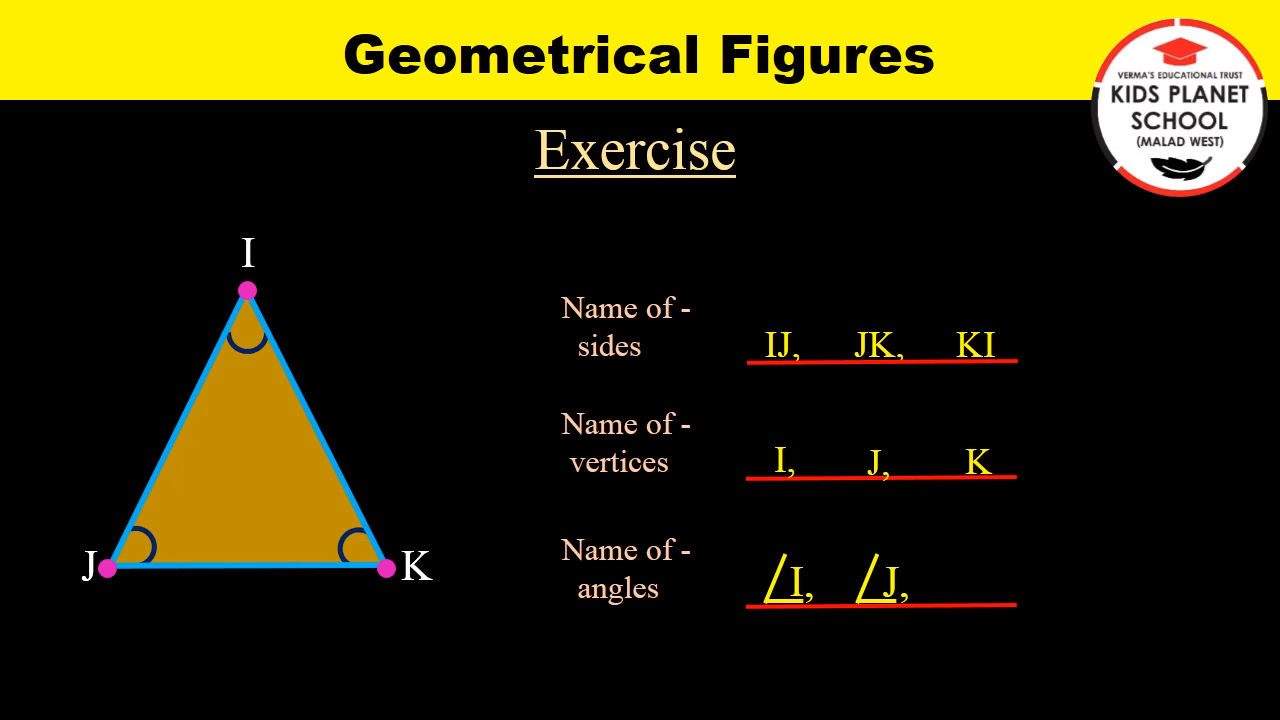 Geometrical Figures
VERMA'S EDUCATIONAL TRUST
KIDS PLANET
SCHOOL
(MALAD WEST)
Exercise
I
J
K
Name of -
sides
IJ, JK, KI
Name of -
vertices
I, J, K
Name of -
angles
∠I, ∠J,